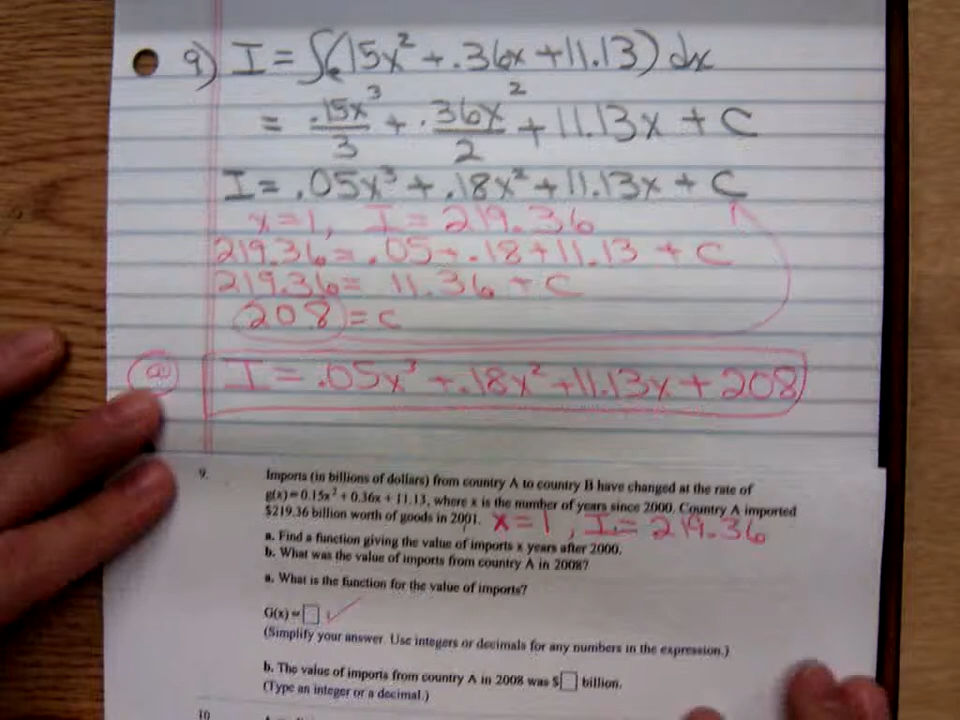 9) I = ∫(.15x² + .36x + 11.13) dx
= .15x³/3 + .36x²/2 + 11.13x + C
I = .05x³ + .18x² + 11.13x + C
x = 1, I = 219.36
219.36 = .05 + .18 + 11.13 + C
219.36 = 11.36 + C
208 = C
a I = .05x³ + .18x² + 11.13x + 208
9. Imports (in billions of dollars) from country A to country B have changed at the rate of
g(x) = 0.15x² + 0.36x + 11.13, where x is the number of years since 2000. Country A imported
$219.36 billion worth of goods in 2001. x = 1, I = 219.36
a. Find a function giving the value of imports x years after 2000.
b. What was the value of imports from country A in 2008?
a. What is the function for the value of imports?
G(x) = □ ✓
(Simplify your answer. Use integers or decimals for any numbers in the expression.)
b. The value of imports from country A in 2008 was $□ billion.
(Type an integer or a decimal.)
10